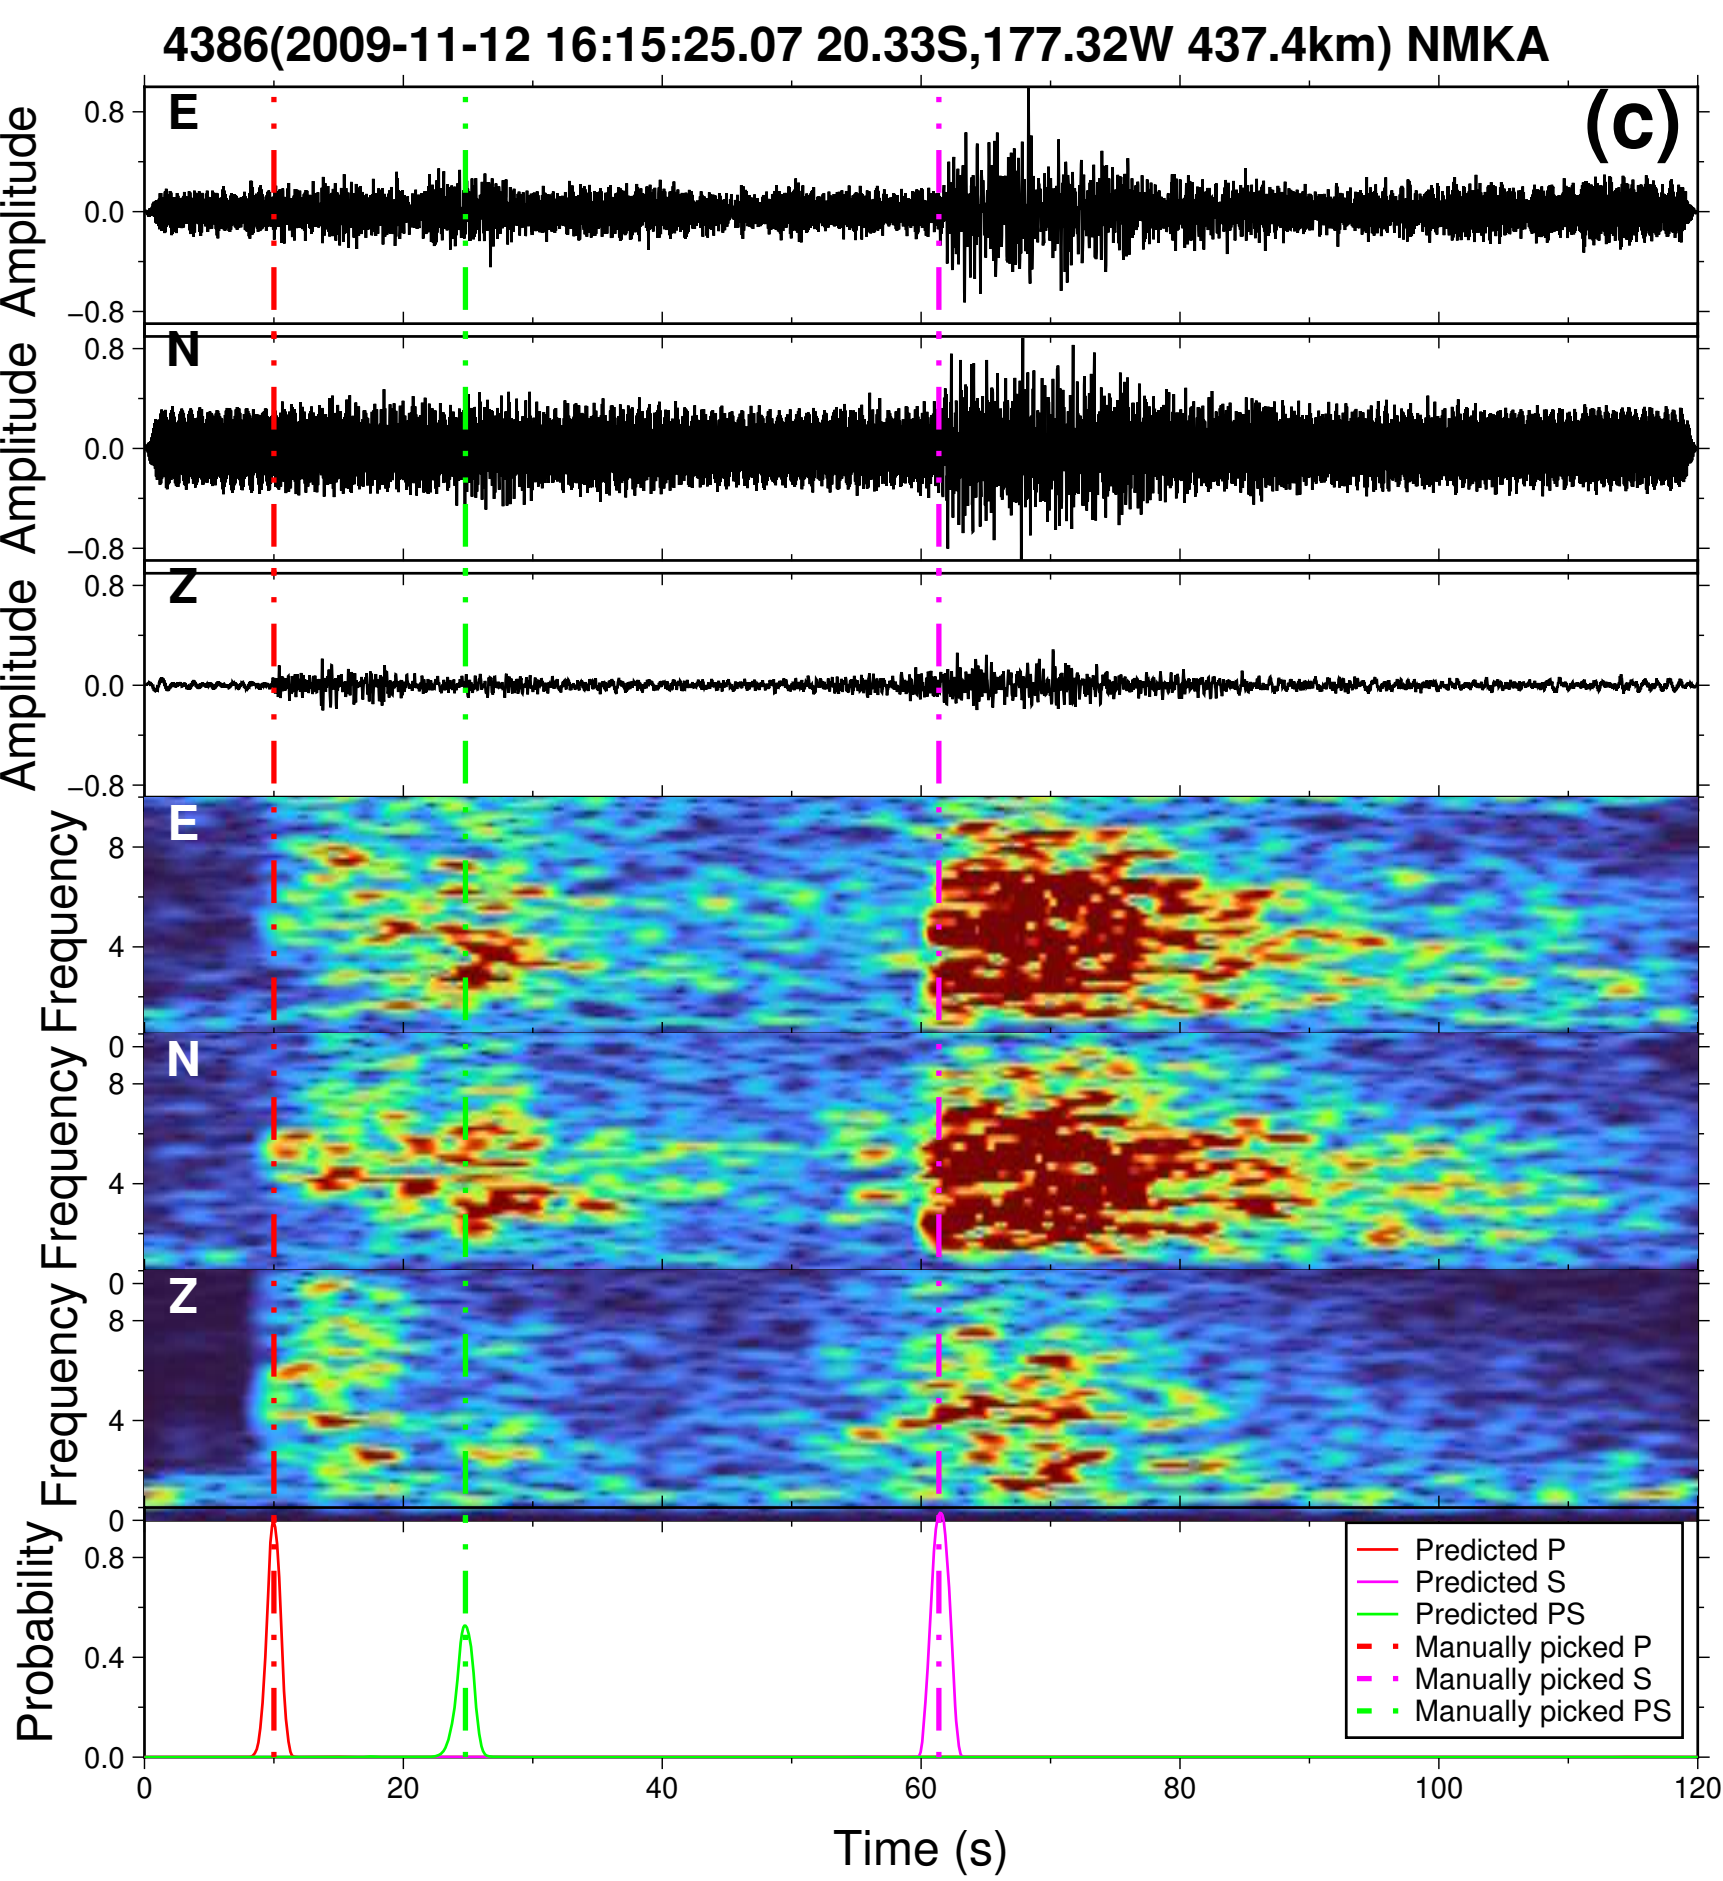 4386(2009-11-12 16:15:25.07 20.33S,177.32W 437.4km) NMKA
(c)
E
Amplitude
0.8
0.0
−0.8
N
Amplitude
0.8
0.0
−0.8
Z
Amplitude
0.8
0.0
−0.8
E
Frequency
8
4
0
N
Frequency
8
4
0
Z
Frequency
8
4
0
Probability
0.8
0.4
0.0
Predicted P
Predicted S
Predicted PS
Manually picked P
Manually picked S
Manually picked PS
0 20 40 60 80 100 120
Time (s)